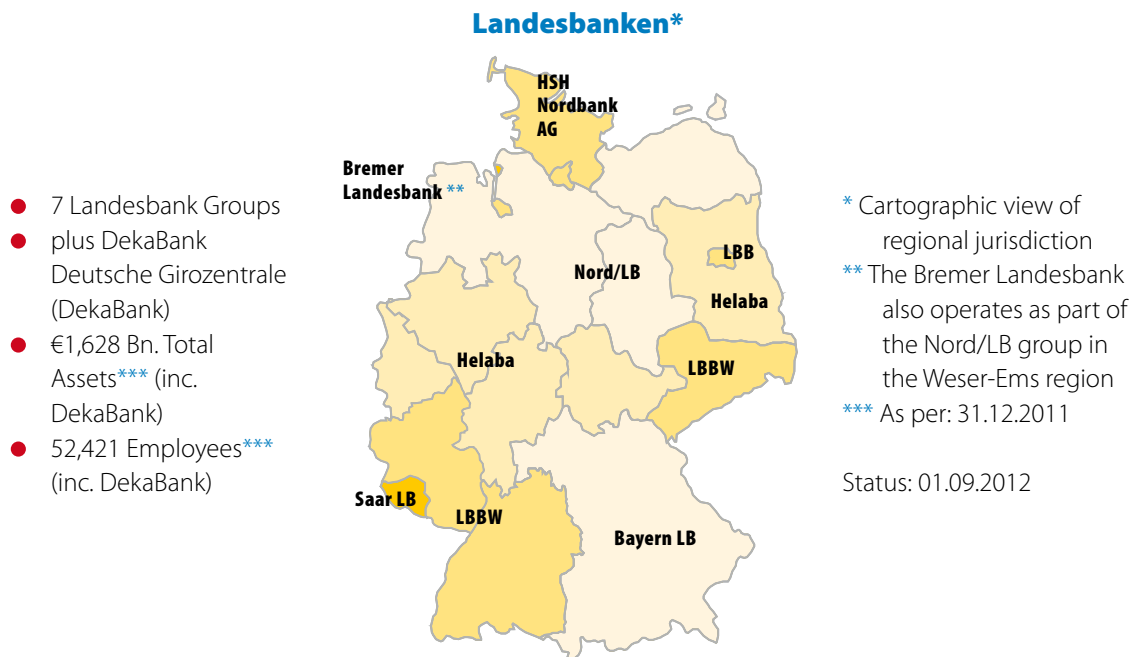 Landesbanken*
7 Landesbank Groups
plus DekaBank
Deutsche Girozentrale
(DekaBank)
€1,628 Bn. Total
Assets*** (inc.
DekaBank)
52,421 Employees***
(inc. DekaBank)
HSH
Nordbank
AG
Bremer
Landesbank **
Nord/LB
LBB
Helaba
Helaba
LBBW
Saar LB
LBBW
Bayern LB
* Cartographic view of
regional jurisdiction
** The Bremer Landesbank
also operates as part of
the Nord/LB group in
the Weser-Ems region
*** As per: 31.12.2011
Status: 01.09.2012